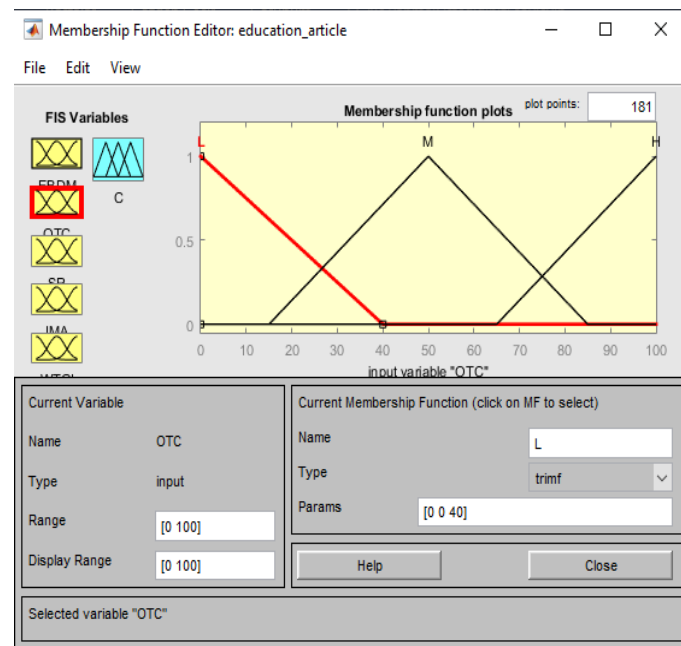 Membership Function Editor: education_article
File Edit View
FIS Variables
Membership function plots
plot points:
181
C
OTC
SR
IMA
L
M
H
1
0.5
0
0 10 20 30 40 50 60 70 80 90 100
input variable "OTC"
Current Variable
Name OTC
Type input
Range [0 100]
Display Range [0 100]
Current Membership Function (click on MF to select)
Name L
Type trimf
Params [0 0 40]
Help Close
Selected variable "OTC"